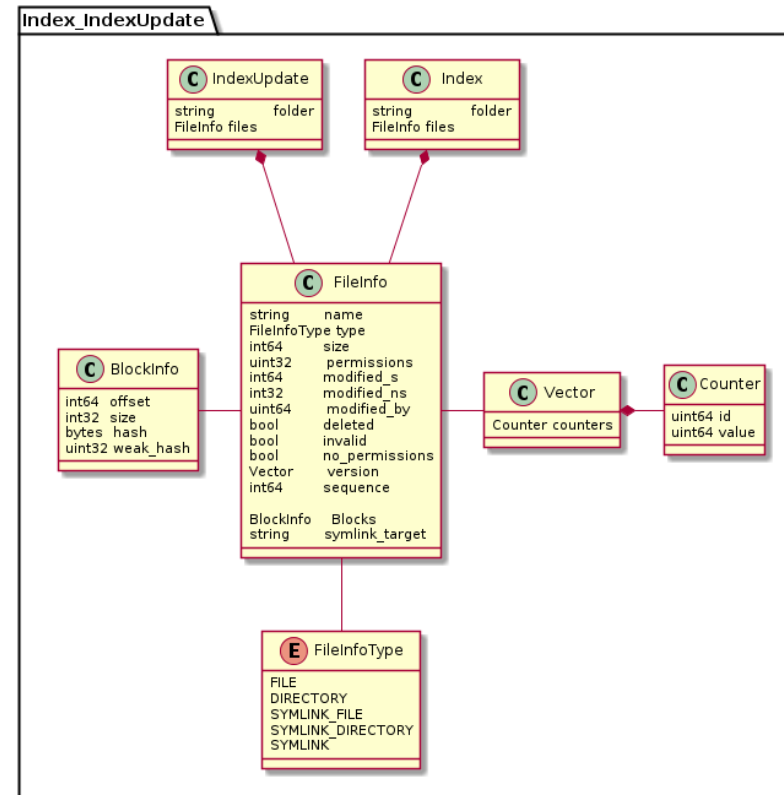 Index_IndexUpdate
C IndexUpdate
string folder
FileInfo files
C Index
string folder
FileInfo files
C FileInfo
string name
FileInfoType type
int64 size
uint32 permissions
int64 modified_s
int32 modified_ns
uint64 modified_by
bool deleted
bool invalid
bool no_permissions
Vector version
int64 sequence
BlockInfo Blocks
string symlink_target
C BlockInfo
int64 offset
int32 size
bytes hash
uint32 weak_hash
C Vector
Counter counters
C Counter
uint64 id
uint64 value
E FileInfoType
FILE
DIRECTORY
SYMLINK_FILE
SYMLINK_DIRECTORY
SYMLINK